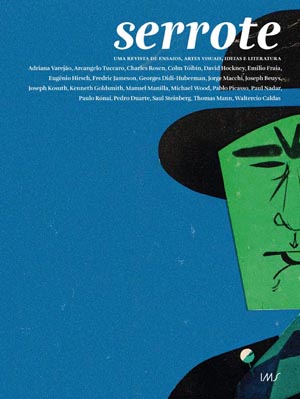 serrote
UMA REVISTA DE ENSAIOS, ARTES VISUAIS, IDEIAS E LITERATURA
Adriana Varejão, Arcangelo Tuccaro, Charles Rosen, Colm Tóibín, David Hockney, Emilio Fraia,
Eugênio Hirsch, Fredric Jameson, Georges Didi-Huberman, Jorge Macchi, Joseph Beuys,
Joseph Kosuth, Kenneth Goldsmith, Manuel Manilla, Michael Wood, Pablo Picasso, Paul Nadar,
Paulo Rónai, Pedro Duarte, Saul Steinberg, Thomas Mann, Waltercio Caldas
IMS